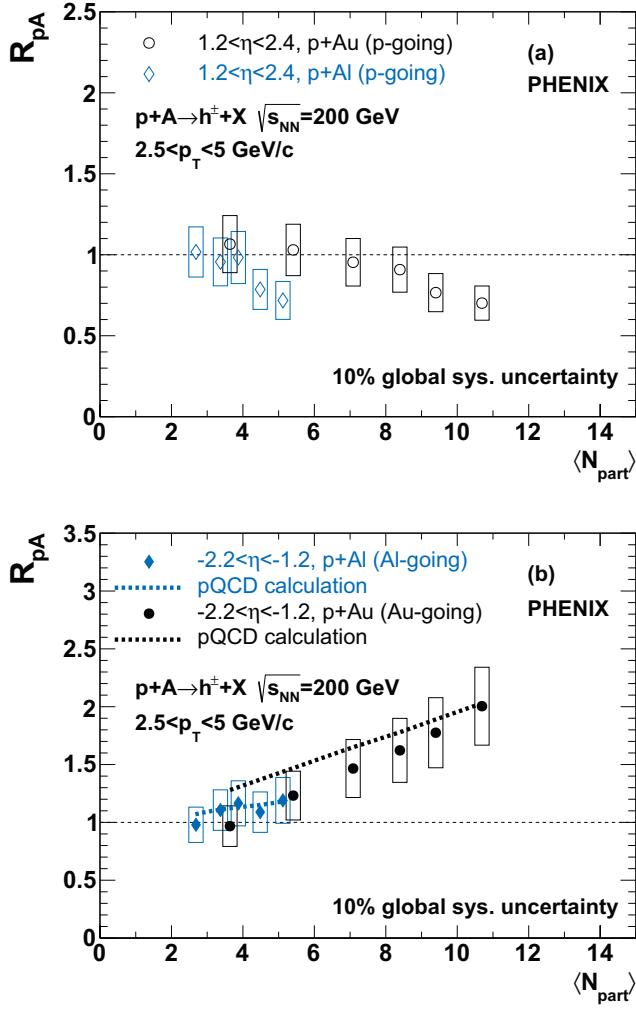 R_pA
2.5
2
1.5
1
0.5
0
1.2<η<2.4, p+Au (p-going)
1.2<η<2.4, p+Al (p-going)
(a)
PHENIX
p+A→h±+X √s_NN=200 GeV
2.5<p_T<5 GeV/c
10% global sys. uncertainty
0 2 4 6 8 10 12 14
⟨N_part⟩
R_pA
3.5
3
2.5
2
1.5
1
0.5
0
-2.2<η<-1.2, p+Al (Al-going)
pQCD calculation
-2.2<η<-1.2, p+Au (Au-going)
pQCD calculation
(b)
PHENIX
p+A→h±+X √s_NN=200 GeV
2.5<p_T<5 GeV/c
10% global sys. uncertainty
0 2 4 6 8 10 12 14
⟨N_part⟩